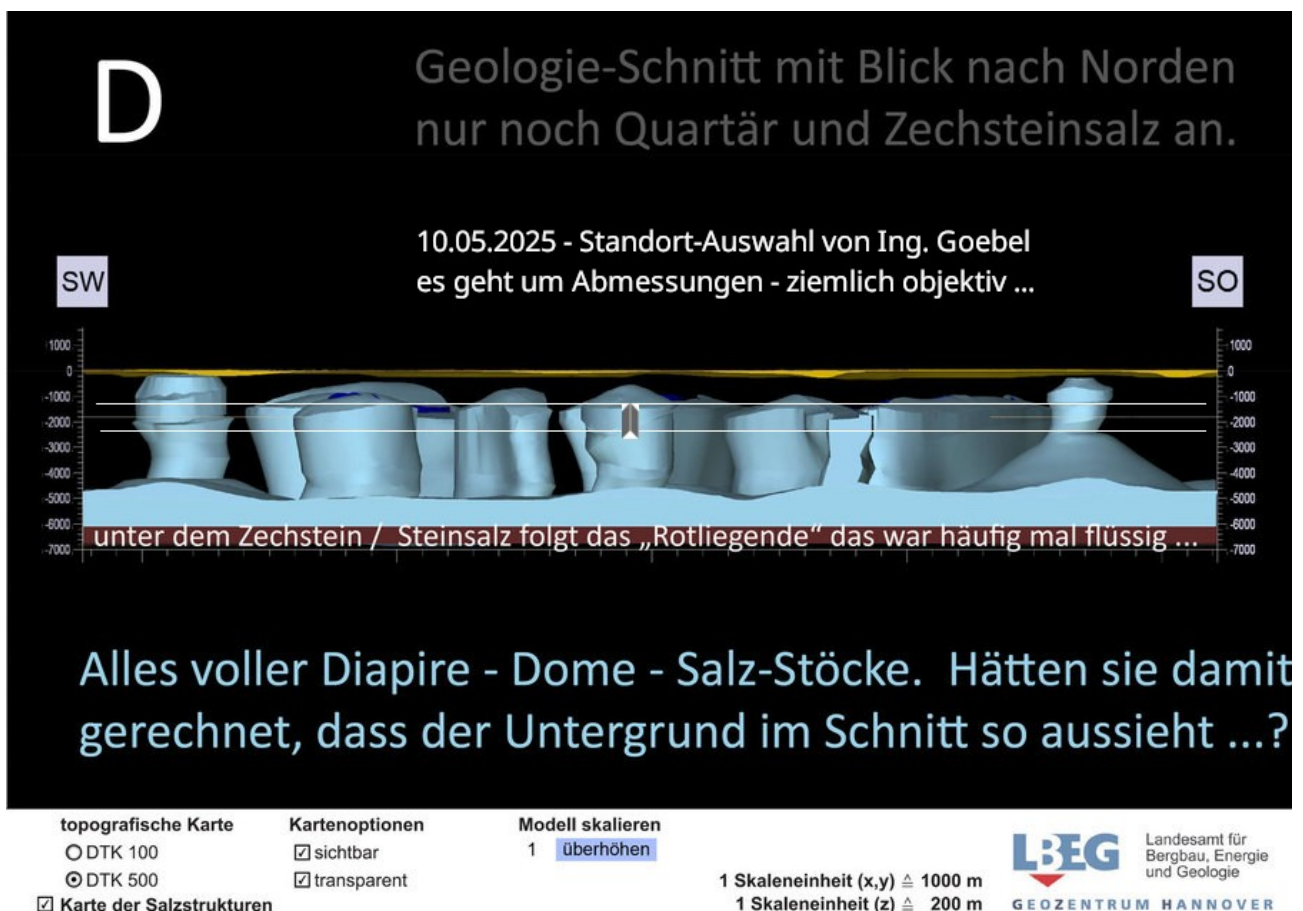 D
Geologie-Schnitt mit Blick nach Norden
nur noch Quartär und Zechsteinsalz an.
10.05.2025 - Standort-Auswahl von Ing. Goebel
es geht um Abmessungen - ziemlich objektiv ...
SW
SO
1000
0
-1000
-2000
-3000
-4000
-5000
-6000
-7000
1000
0
-1000
-2000
-3000
-4000
-5000
-6000
-7000
unter dem Zechstein / Steinsalz folgt das „Rotliegende“ das war häufig mal flüssig ...
Alles voller Diapire - Dome - Salz-Stöcke. Hätten sie damit
gerechnet, dass der Untergrund im Schnitt so aussieht ...?
topografische Karte
DTK 100
DTK 500
Karte der Salzstrukturen
Kartenoptionen
sichtbar
transparent
Modell skalieren
1 überhöhen
1 Skaleneinheit (x,y) ≙ 1000 m
1 Skaleneinheit (z) ≙ 200 m
LBEG
Landesamt für
Bergbau, Energie
und Geologie
GEOZENTRUM HANNOVER